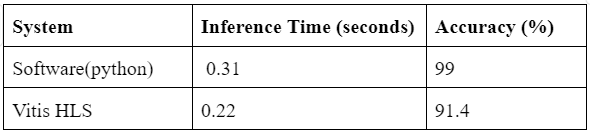 System Inference Time (seconds) Accuracy (%)
Software(python) 0.31 99
Vitis HLS 0.22 91.4